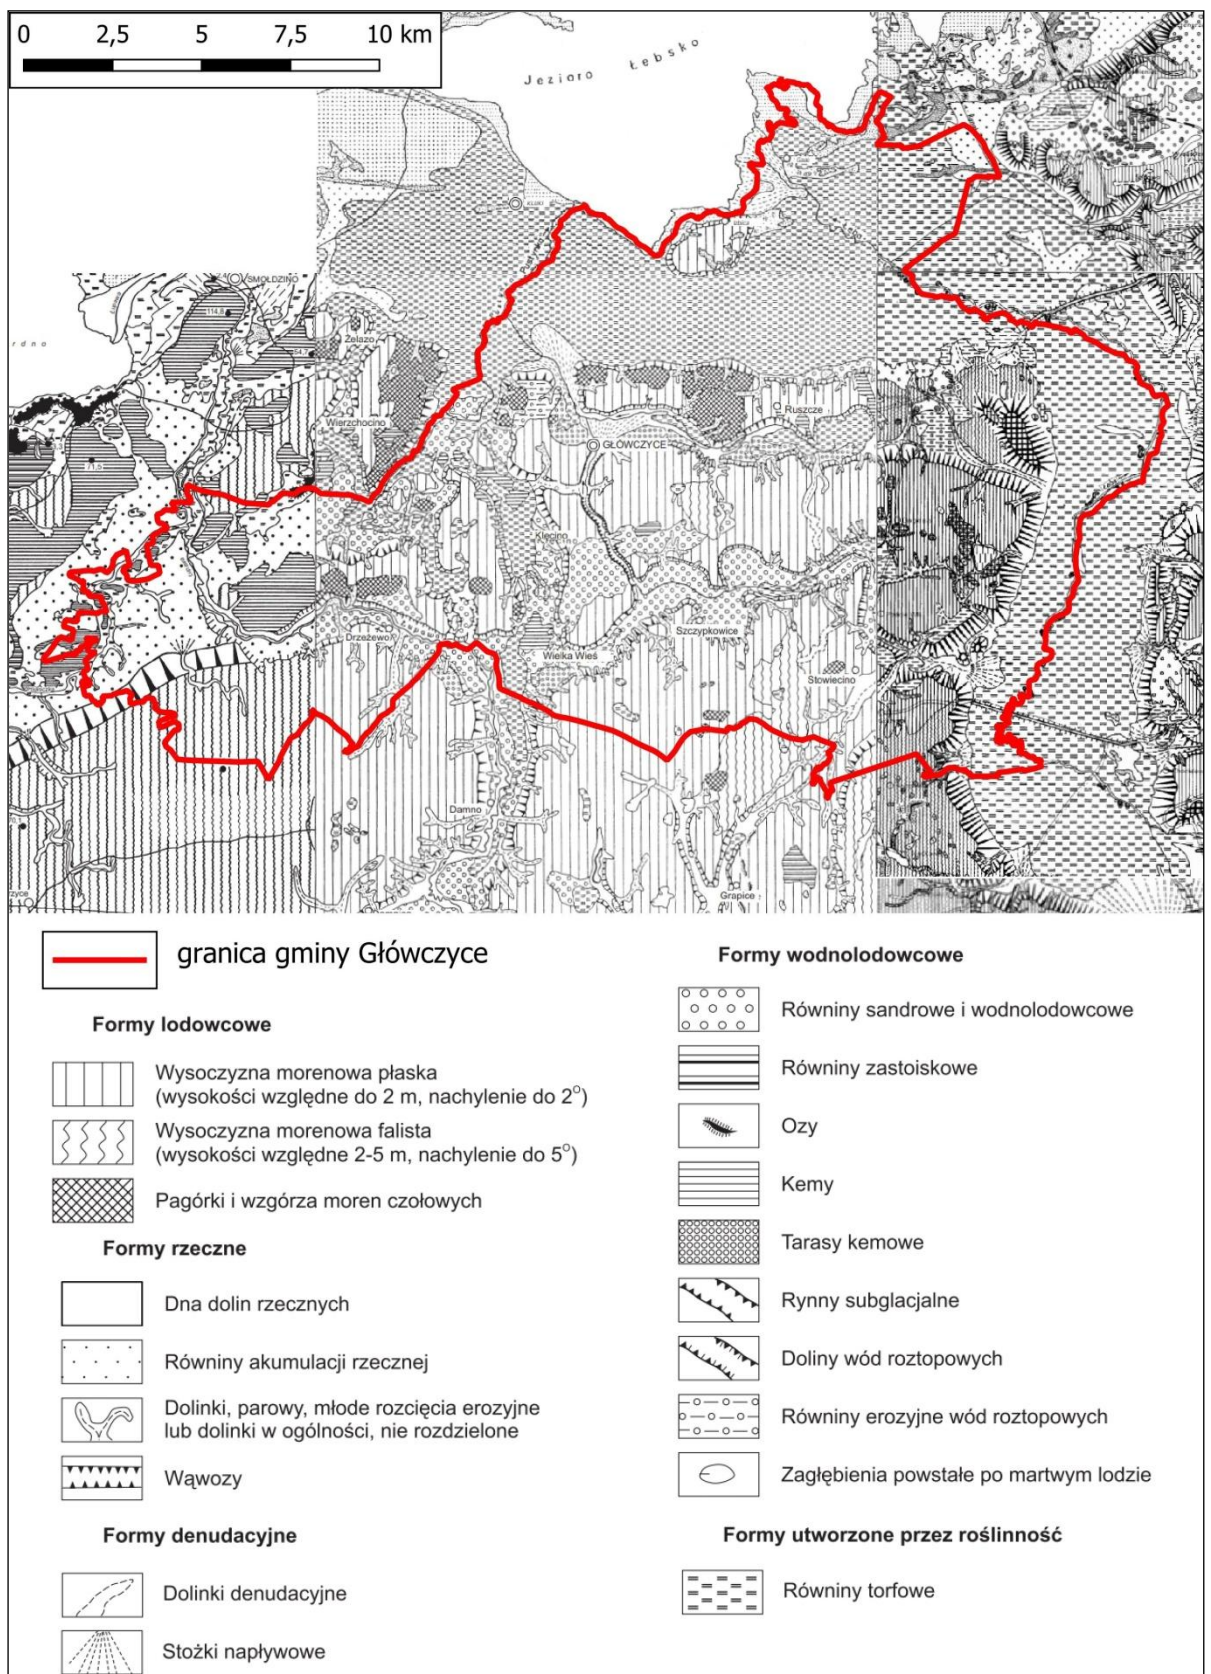 0 2,5 5 7,5 10 km
Jezioro Łebsko
KLUKI
SMOŁDZINO
114,8
Żelazo
Wierzchocino
Ruszcze
GŁÓWCZYCE
Klęcino
Drzeżewo
Szczypkowice
Wielka Wieś
Stowiecino
Damno
Grapice
granica gminy Główczyce
Formy lodowcowe
Wysoczyzna morenowa płaska
(wysokości względne do 2 m, nachylenie do 2°)
Wysoczyzna morenowa falista
(wysokości względne 2-5 m, nachylenie do 5°)
Pagórki i wzgórza moren czołowych
Formy rzeczne
Dna dolin rzecznych
Równiny akumulacji rzecznej
Dolinki, parowy, młode rozcięcia erozyjne
lub dolinki w ogólności, nie rozdzielone
Wąwozy
Formy denudacyjne
Dolinki denudacyjne
Stożki napływowe
Formy wodnolodowcowe
Równiny sandrowe i wodnolodowcowe
Równiny zastoiskowe
Ozy
Kemy
Tarasy kemowe
Rynny subglacjalne
Doliny wód roztopowych
Równiny erozyjne wód roztopowych
Zagłębienia powstałe po martwym lodzie
Formy utworzone przez roślinność
Równiny torfowe